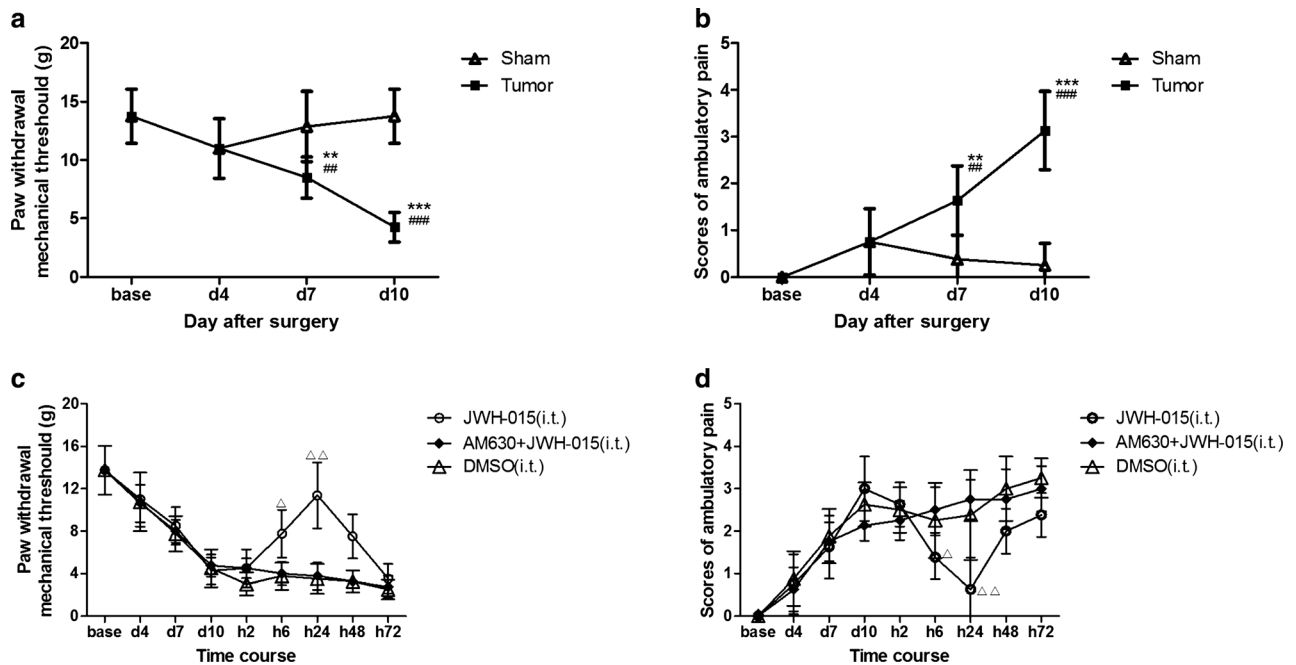 a
20
15
10
5
0
Paw withdrawal
mechanical threshould (g)
base d4 d7 d10
Day after surgery
Sham
Tumor
**
##
***
###
b
5
4
3
2
1
0
Scores of ambulatory pain
base d4 d7 d10
Day after surgery
Sham
Tumor
**
##
***
###
c
20
16
12
8
4
0
Paw withdrawal
mechanical threshould (g)
base d4 d7 d10 h2 h6 h24 h48 h72
Time course
JWH-015(i.t.)
AM630+JWH-015(i.t.)
DMSO(i.t.)
△
△△
d
5
4
3
2
1
0
Scores of ambulatory pain
base d4 d7 d10 h2 h6 h24 h48 h72
Time course
JWH-015(i.t.)
AM630+JWH-015(i.t.)
DMSO(i.t.)
△
△△